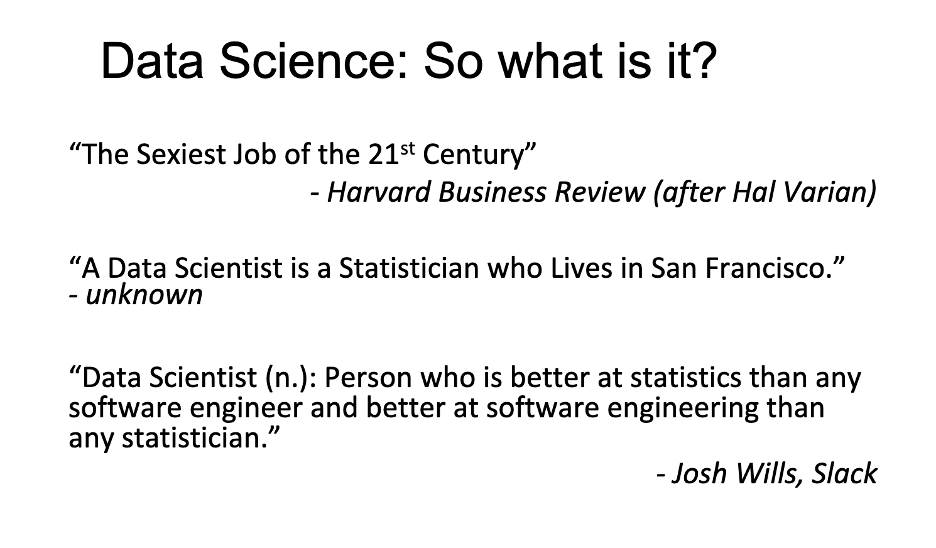 Data Science: So what is it?
“The Sexiest Job of the 21st Century”
- Harvard Business Review (after Hal Varian)
“A Data Scientist is a Statistician who Lives in San Francisco.”
- unknown
“Data Scientist (n.): Person who is better at statistics than any
software engineer and better at software engineering than
any statistician.”
- Josh Wills, Slack